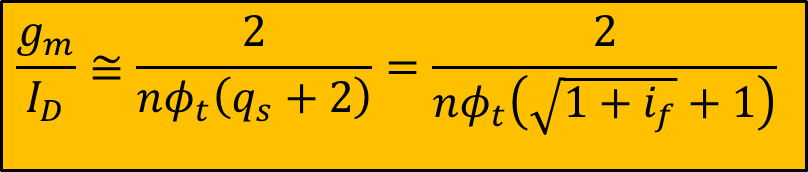 g_m/I_D ≅ 2/(nϕ_t(q_s + 2)) = 2/(nϕ_t(√(1 + i_f) + 1))